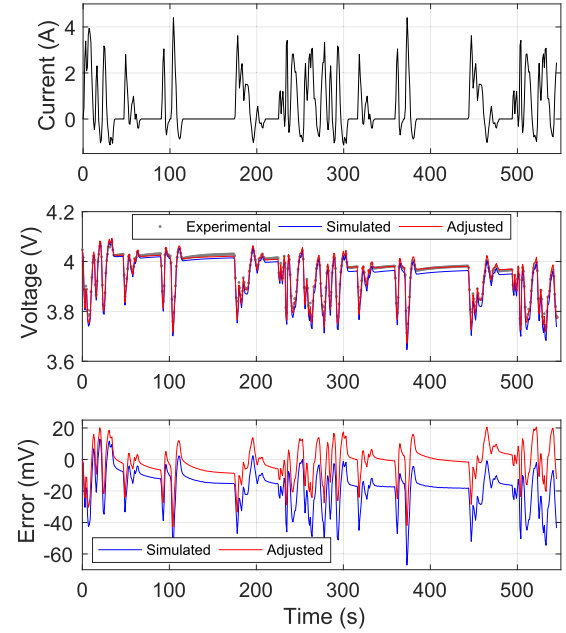 Current (A)
4
2
0
0 100 200 300 400 500
Voltage (V)
4.2
4
3.8
3.6
Experimental Simulated Adjusted
0 100 200 300 400 500
Error (mV)
20
0
-20
-40
-60
Simulated Adjusted
0 100 200 300 400 500
Time (s)